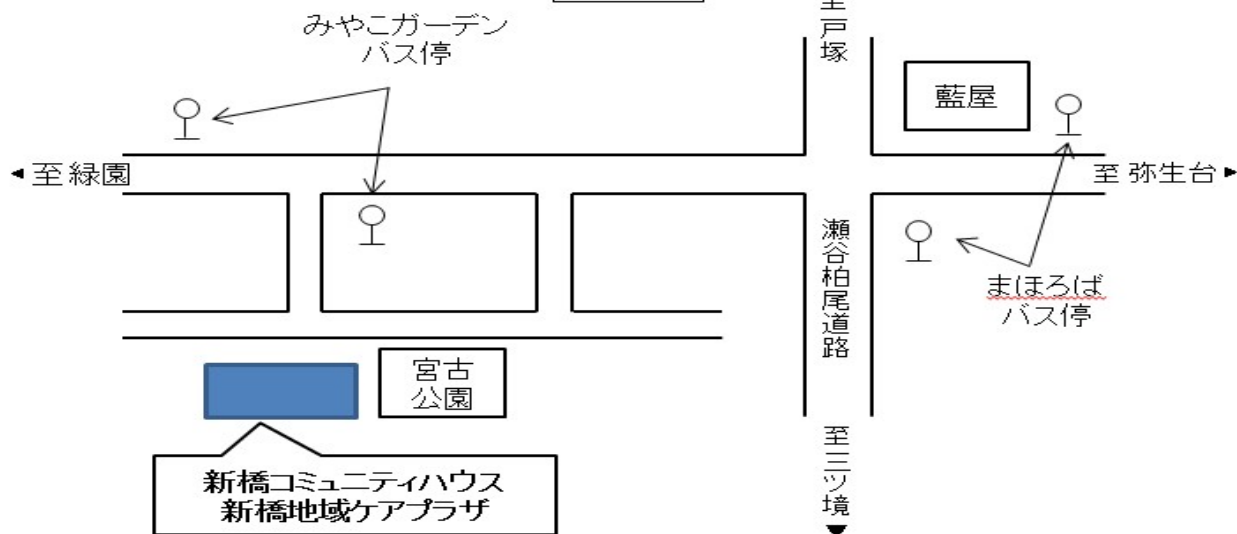 至戸塚
みやこガーデン
バス停
藍屋
◀至緑園
至 弥生台▶
瀬谷柏尾道路
まほろば
バス停
宮古
公園
至三ツ境▼
新橋コミュニティハウス
新橋地域ケアプラザ